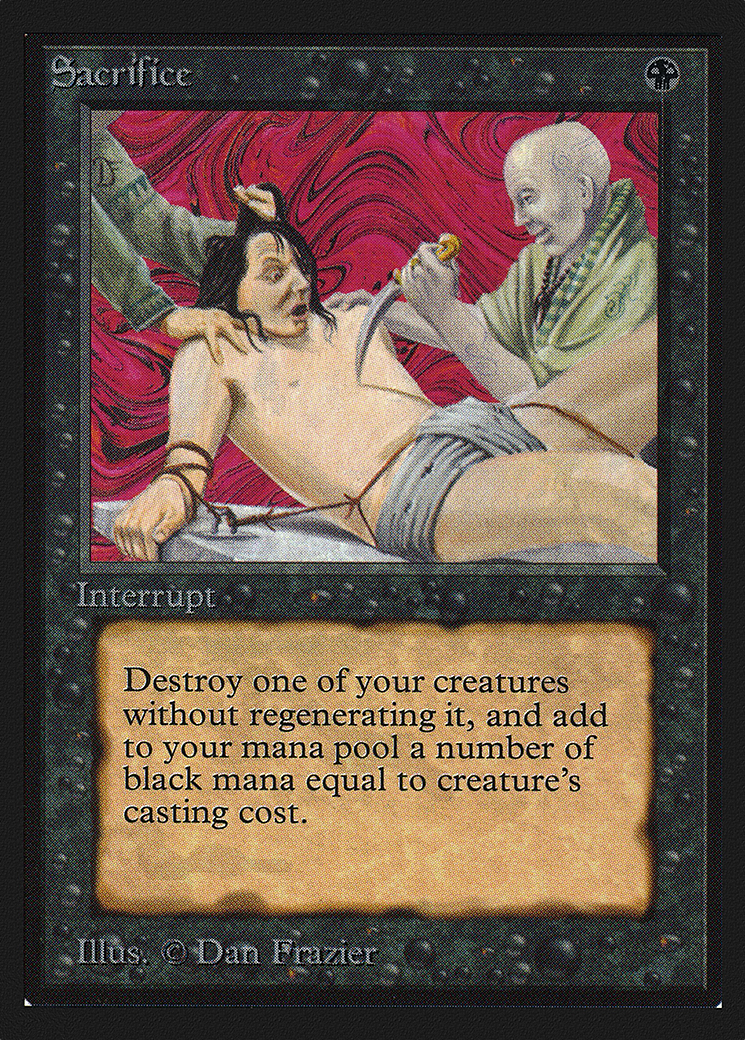 Sacrifice
Interrupt
Destroy one of your creatures
without regenerating it, and add
to your mana pool a number of
black mana equal to creature's
casting cost.
Illus. © Dan Frazier